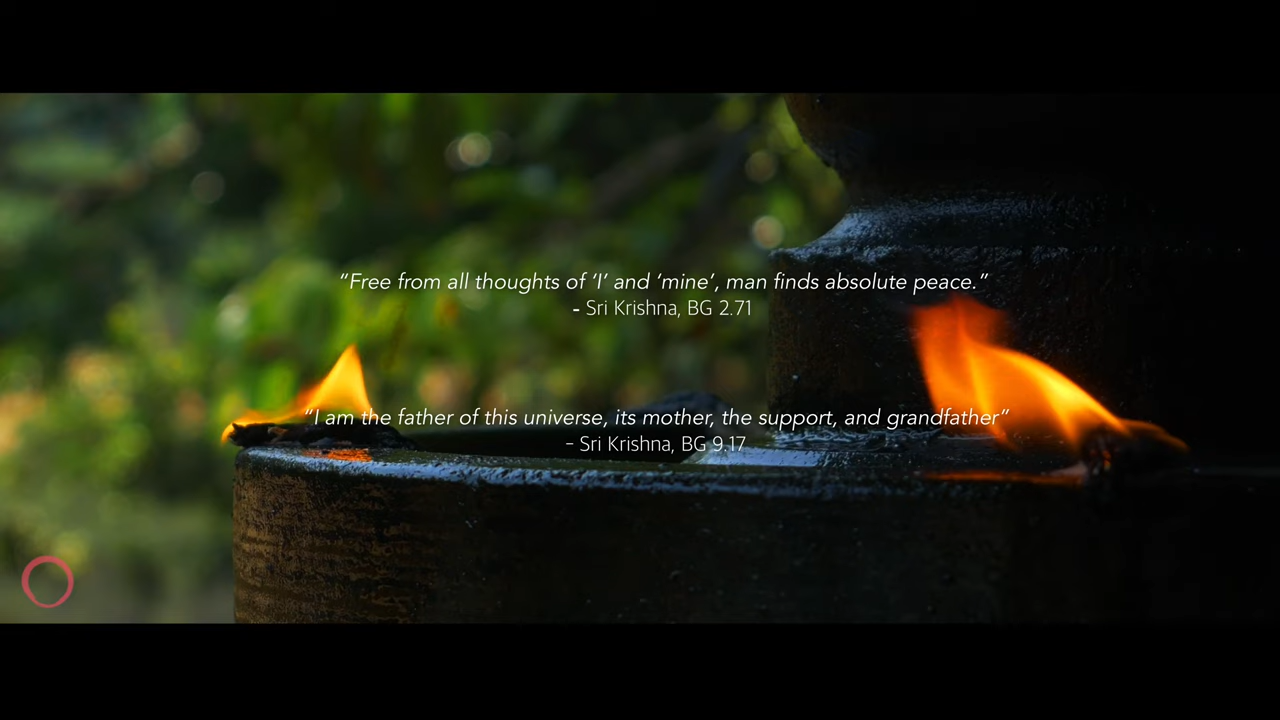 “Free from all thoughts of ‘I’ and ‘mine’, man finds absolute peace.”
- Sri Krishna, BG 2.71
“I am the father of this universe, its mother, the support, and grandfather”
- Sri Krishna, BG 9.17